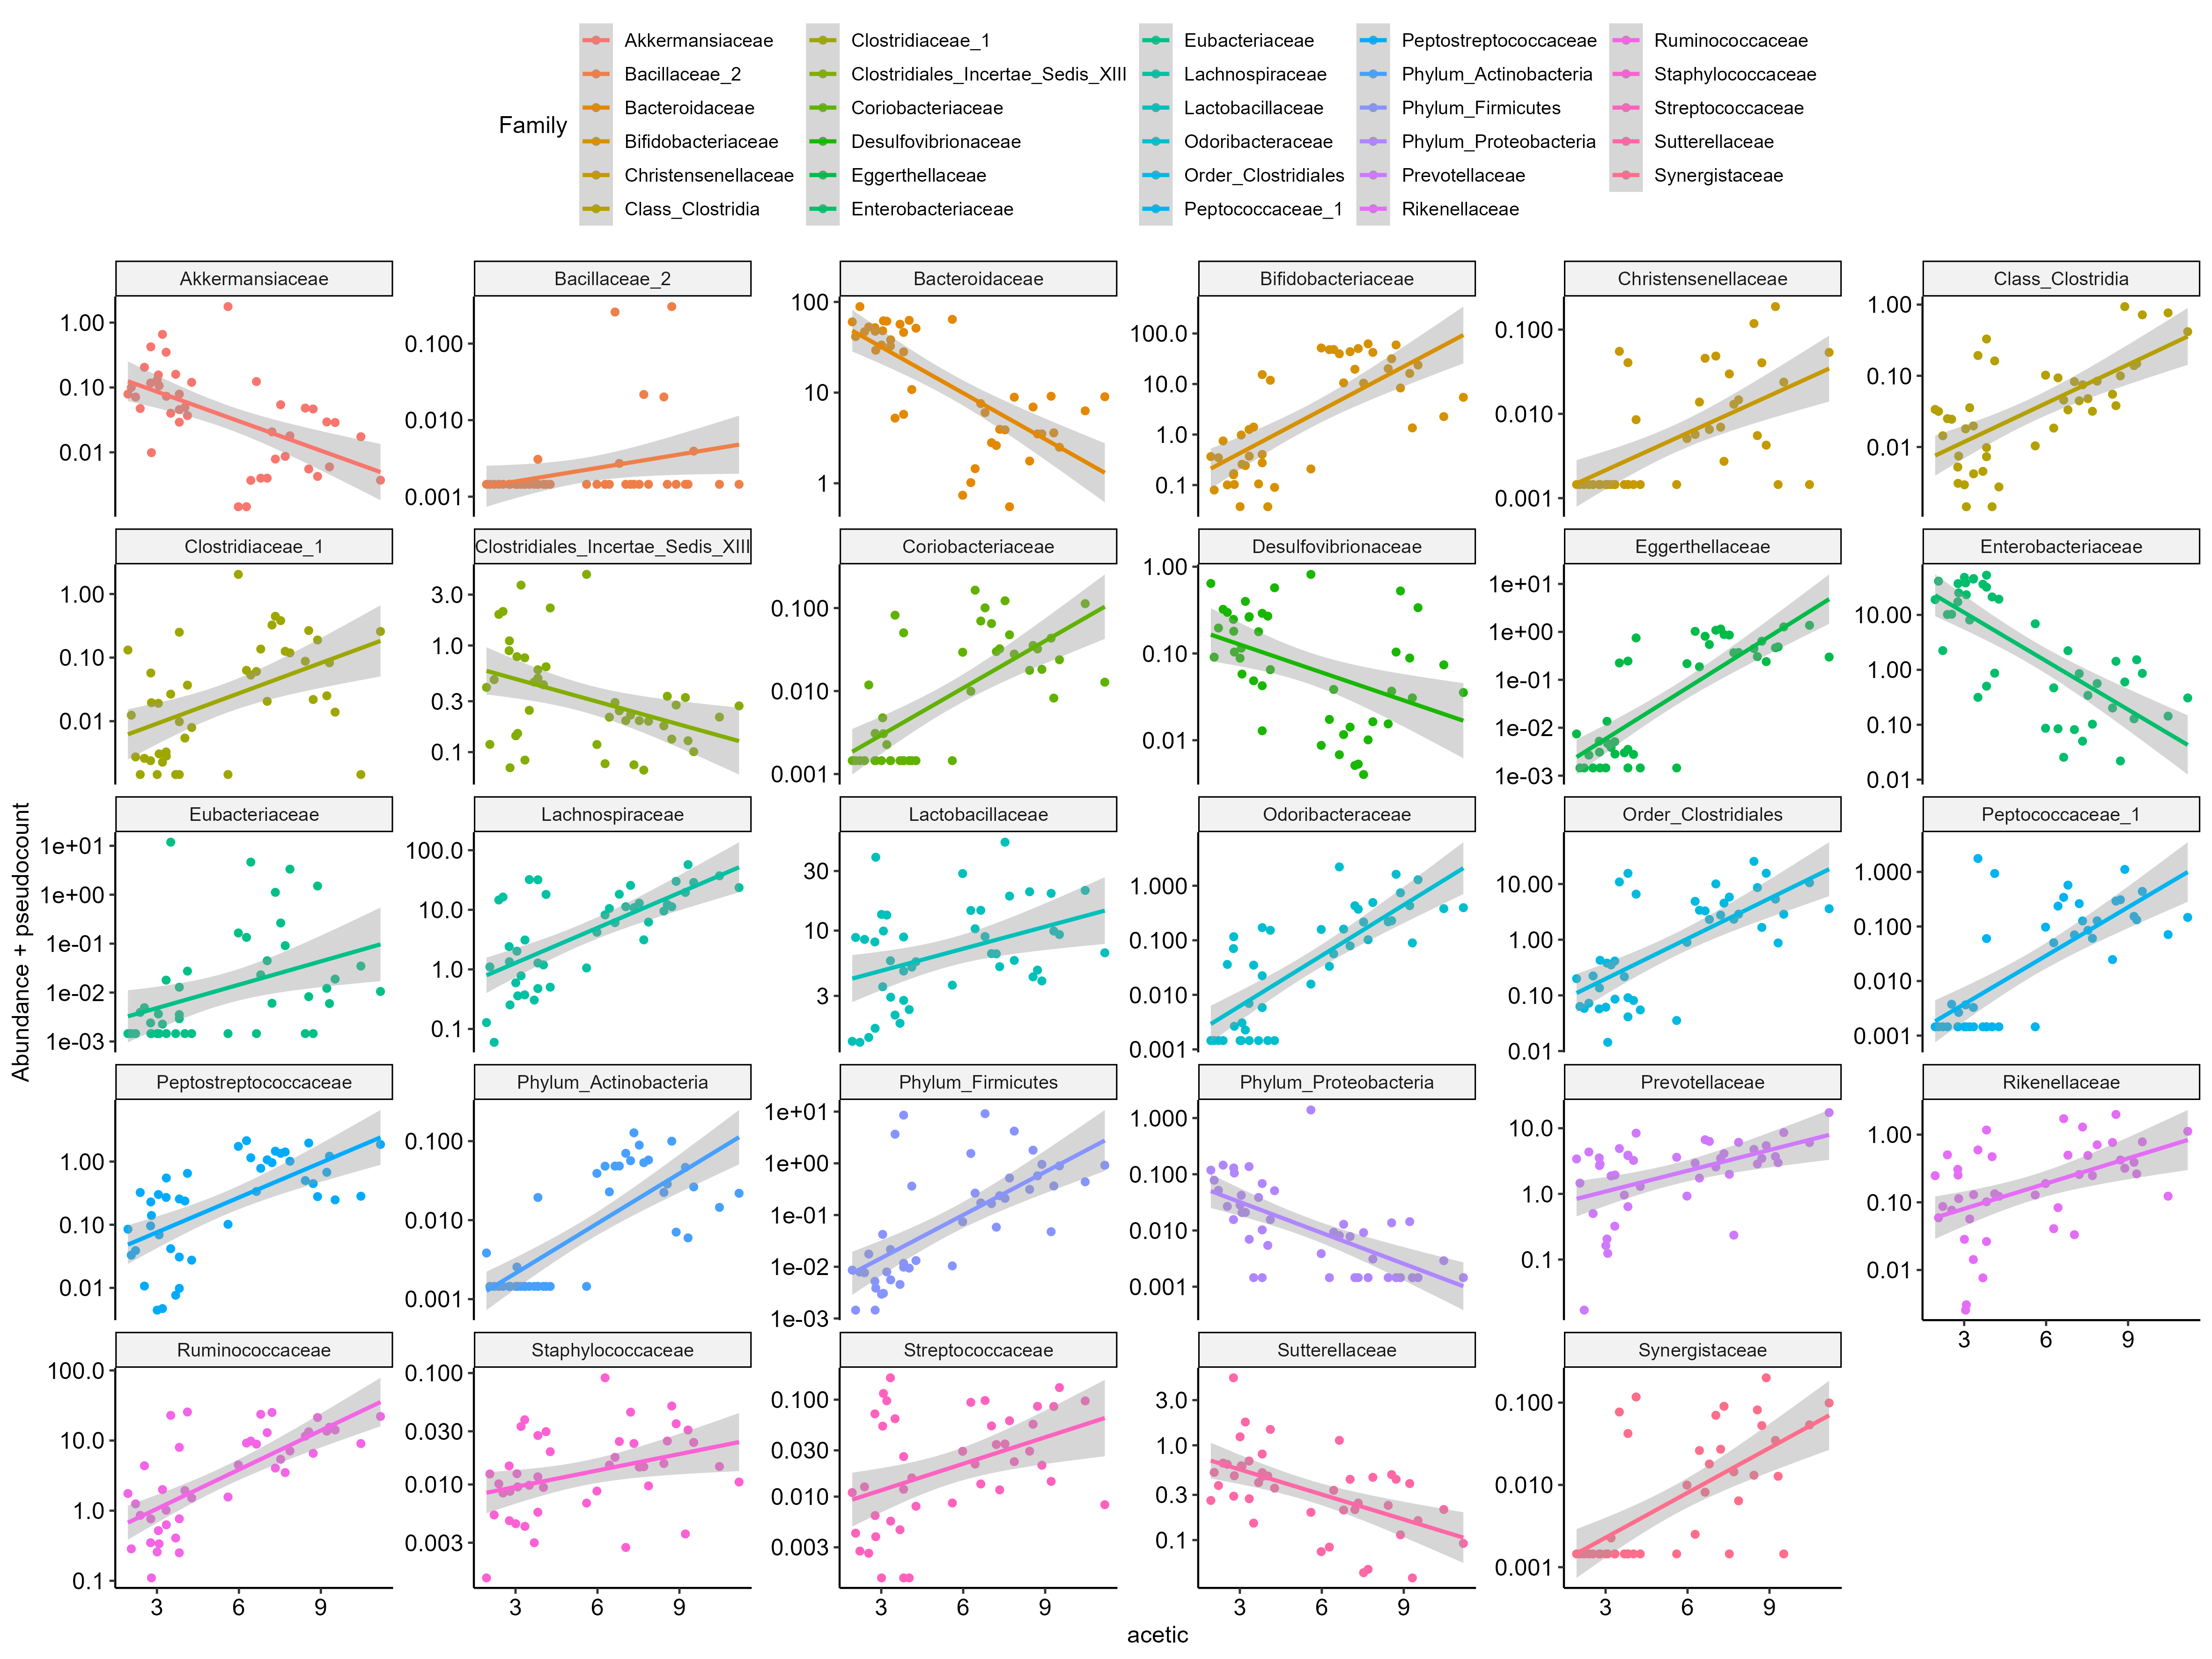 Family
Akkermansiaceae Clostridiaceae_1 Eubacteriaceae Peptostreptococcaceae Ruminococcaceae
Bacillaceae_2 Clostridiales_Incertae_Sedis_XIII Lachnospiraceae Phylum_Actinobacteria Staphylococcaceae
Bacteroidaceae Coriobacteriaceae Lactobacillaceae Phylum_Firmicutes Streptococcaceae
Bifidobacteriaceae Desulfovibrionaceae Odoribacteraceae Phylum_Proteobacteria Sutterellaceae
Christensenellaceae Eggerthellaceae Order_Clostridiales Prevotellaceae Synergistaceae
Class_Clostridia Enterobacteriaceae Peptococcaceae_1 Rikenellaceae
Abundance + pseudocount
Akkermansiaceae
1.00
0.10
0.01
Bacillaceae_2
0.100
0.010
0.001
Bacteroidaceae
100
10
1
Bifidobacteriaceae
100.0
10.0
1.0
0.1
Christensenellaceae
0.100
0.010
0.001
Class_Clostridia
1.00
0.10
0.01
Clostridiaceae_1
1.00
0.10
0.01
Clostridiales_Incertae_Sedis_XIII
3.0
1.0
0.3
0.1
Coriobacteriaceae
0.100
0.010
0.001
Desulfovibrionaceae
1.00
0.10
0.01
Eggerthellaceae
1e+01
1e+00
1e-01
1e-02
1e-03
Enterobacteriaceae
10.00
1.00
0.10
0.01
Eubacteriaceae
1e+01
1e+00
1e-01
1e-02
1e-03
Lachnospiraceae
100.0
10.0
1.0
0.1
Lactobacillaceae
30
10
3
Odoribacteraceae
1.000
0.100
0.010
0.001
Order_Clostridiales
10.00
1.00
0.10
0.01
Peptococcaceae_1
1.000
0.100
0.010
0.001
Peptostreptococcaceae
1.00
0.10
0.01
Phylum_Actinobacteria
0.100
0.010
0.001
Phylum_Firmicutes
1e+01
1e+00
1e-01
1e-02
1e-03
Phylum_Proteobacteria
1.000
0.100
0.010
0.001
Prevotellaceae
10.0
1.0
0.1
Rikenellaceae
1.00
0.10
0.01
3 6 9
Ruminococcaceae
100.0
10.0
1.0
0.1
3 6 9
Staphylococcaceae
0.100
0.030
0.010
0.003
3 6 9
Streptococcaceae
0.100
0.030
0.010
0.003
3 6 9
Sutterellaceae
3.0
1.0
0.3
0.1
3 6 9
Synergistaceae
0.100
0.010
0.001
3 6 9
acetic